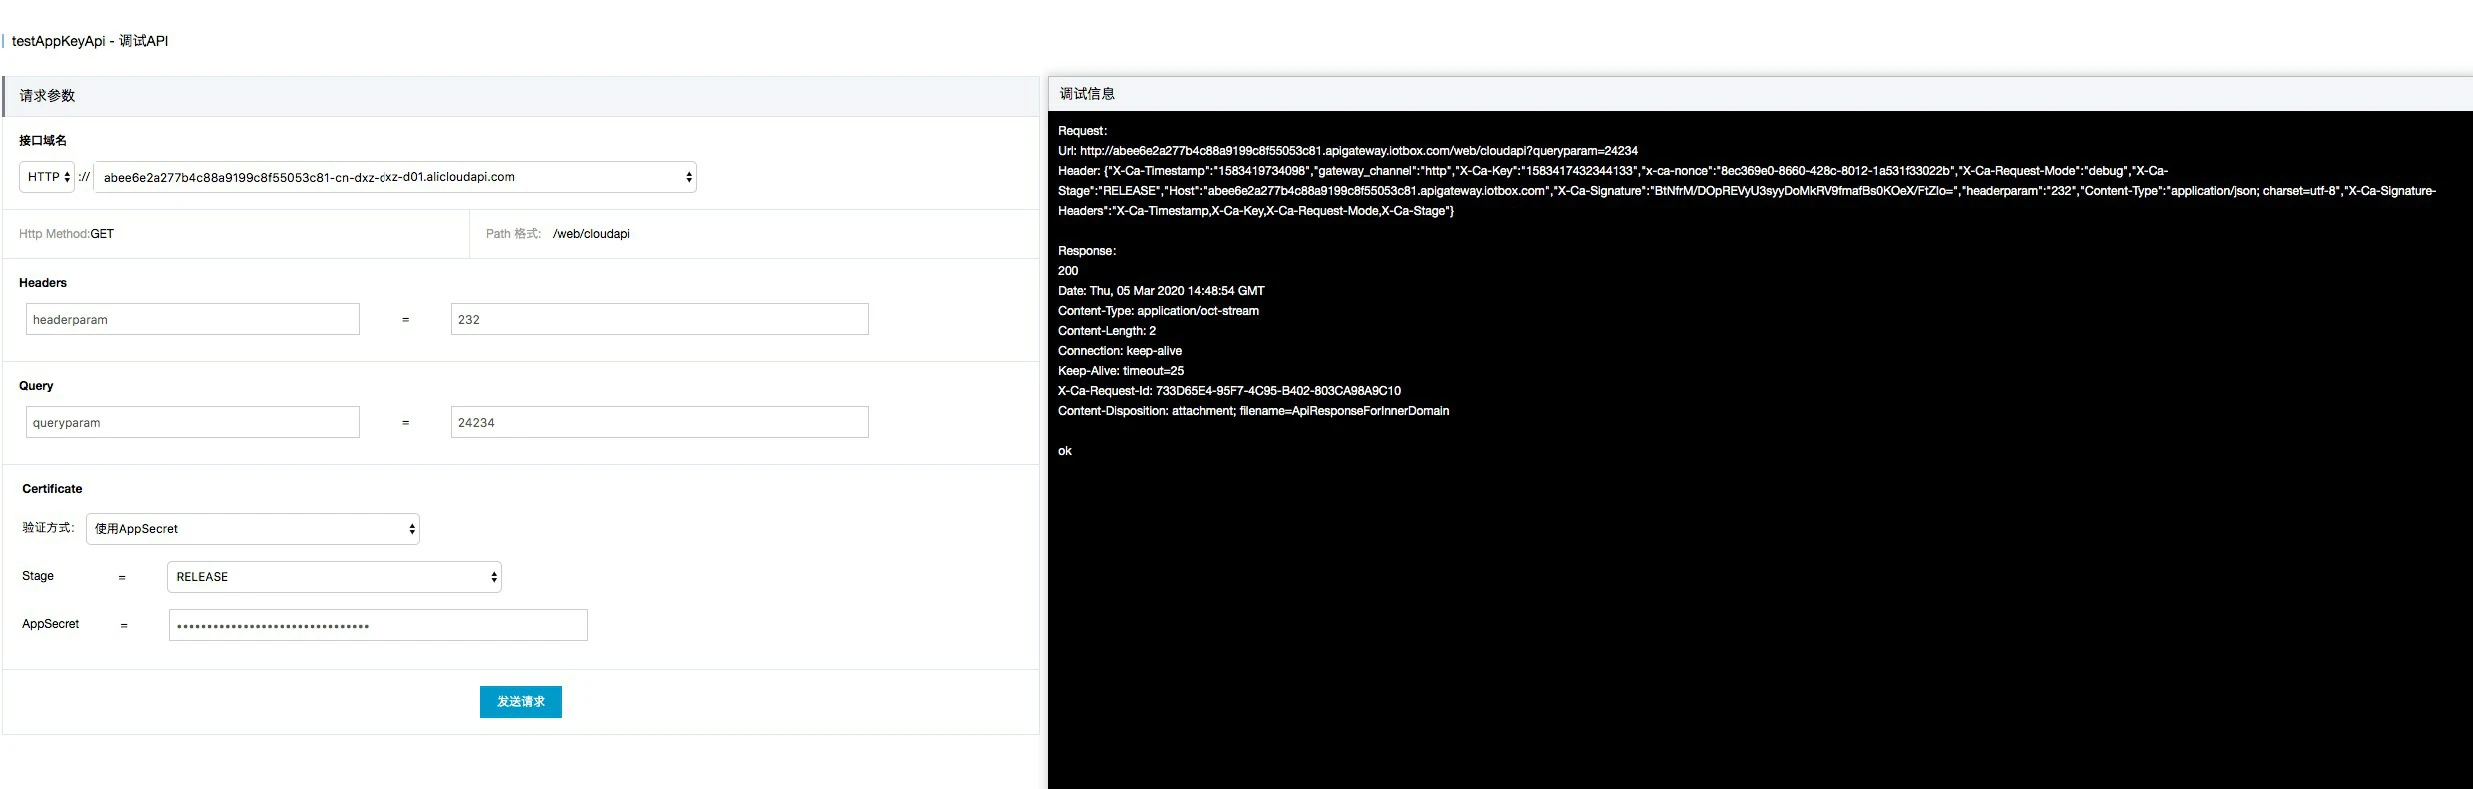 testAppKeyApi - 调试API
请求参数
接口域名
HTTP :// abee6e2a277b4c88a9199c8f55053c81-cn-dxz-dxz-d01.alicloudapi.com
Http Method:GET Path 格式: /web/cloudapi
Headers
headerparam = 232
Query
queryparam = 24234
Certificate
验证方式: 使用AppSecret
Stage = RELEASE
AppSecret = ••••••••••••••••••••••••••••••••
发送请求
调试信息
Request:
Url: http://abee6e2a277b4c88a9199c8f55053c81.apigateway.iotbox.com/web/cloudapi?queryparam=24234
Header: {"X-Ca-Timestamp":"1583419734098","gateway_channel":"http","X-Ca-Key":"1583417432344133","x-ca-nonce":"8ec369e0-8660-428c-8012-1a531f33022b","X-Ca-Request-Mode":"debug","X-Ca-
Stage":"RELEASE","Host":"abee6e2a277b4c88a9199c8f55053c81.apigateway.iotbox.com","X-Ca-Signature":"BtNfrM/DOpREVyU3syyDoMkRV9fmafBs0KOeX/FtZIo=","headerparam":"232","Content-Type":"application/json; charset=utf-8","X-Ca-Signature-
Headers":"X-Ca-Timestamp,X-Ca-Key,X-Ca-Request-Mode,X-Ca-Stage"}
Response:
200
Date: Thu, 05 Mar 2020 14:48:54 GMT
Content-Type: application/oct-stream
Content-Length: 2
Connection: keep-alive
Keep-Alive: timeout=25
X-Ca-Request-Id: 733D65E4-95F7-4C95-B402-803CA98A9C10
Content-Disposition: attachment; filename=ApiResponseForInnerDomain
ok